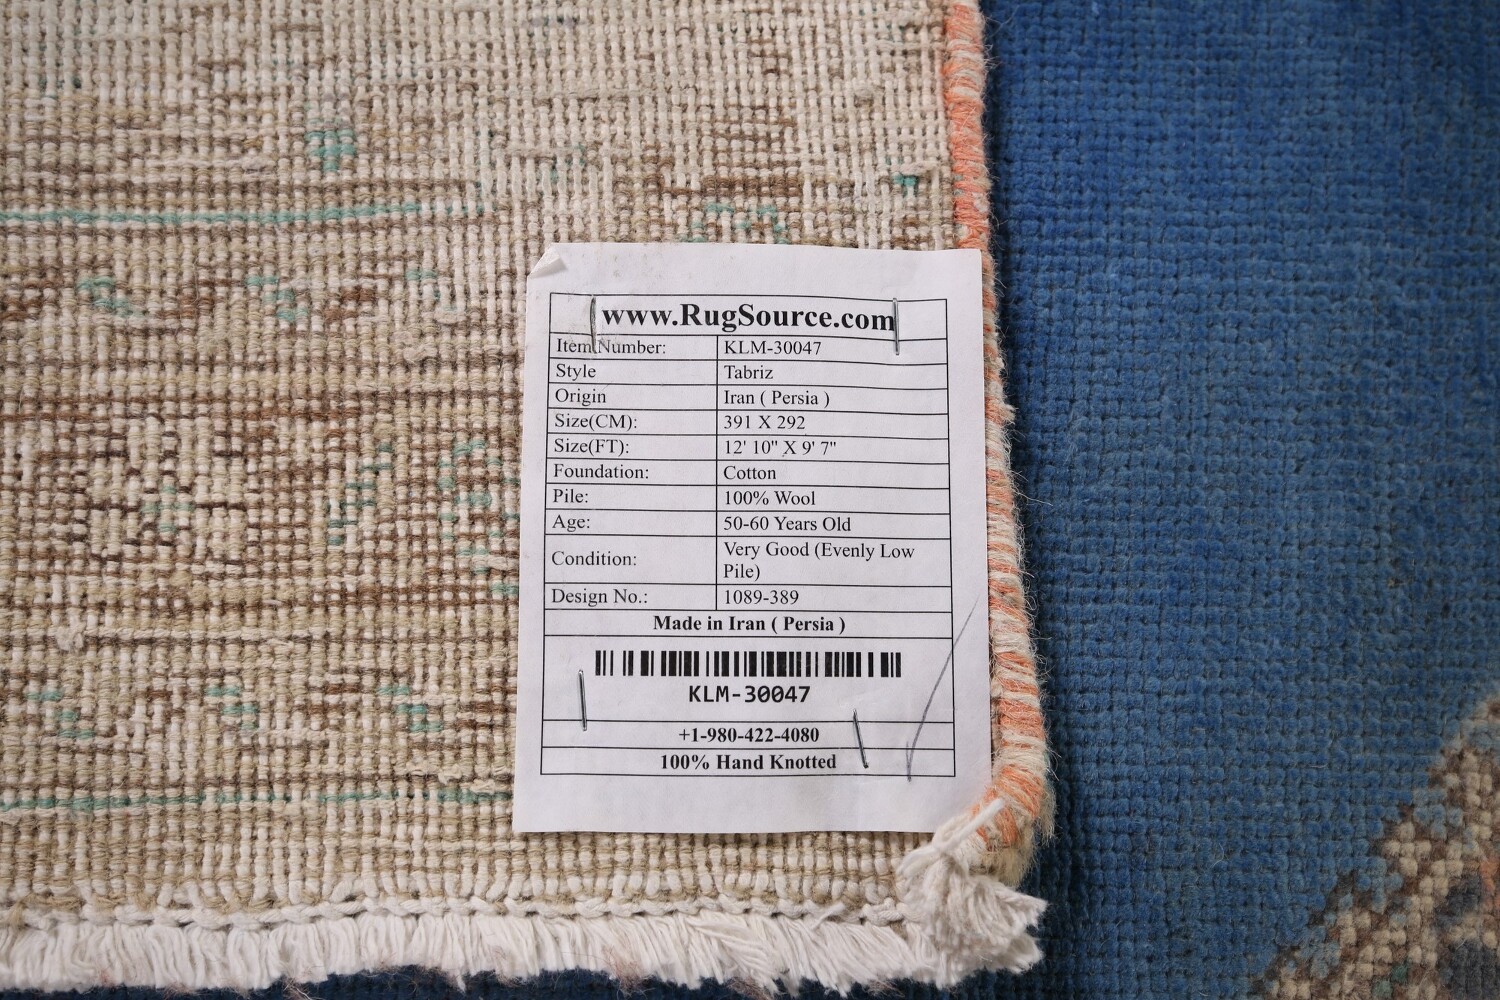 www.RugSource.com
Item Number: KLM-30047
Style Tabriz
Origin Iran ( Persia )
Size(CM): 391 X 292
Size(FT): 12' 10" X 9' 7"
Foundation: Cotton
Pile: 100% Wool
Age: 50-60 Years Old
Condition: Very Good (Evenly Low
Pile)
Design No.: 1089-389
Made in Iran ( Persia )
KLM-30047
+1-980-422-4080
100% Hand Knotted